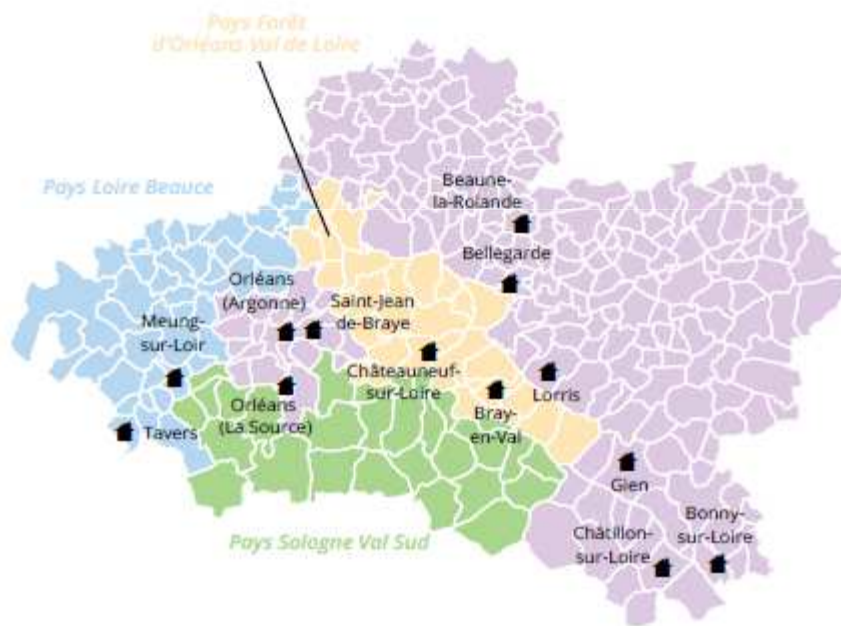 Pays Forêt
d'Orléans Val de Loire
Pays Loire Beauce
Beaune-
la-Rolande
Bellegarde
Orléans
(Argonne)
Saint-Jean
de-Braye
Meung-
sur-Loir
Châteauneuf-
sur-Loire
Lorris
Orléans
(La Source)
Bray-
en-Val
Tavers
Gien
Bonny-
sur-Loire
Châtillon-
sur-Loire
Pays Sologne Val Sud